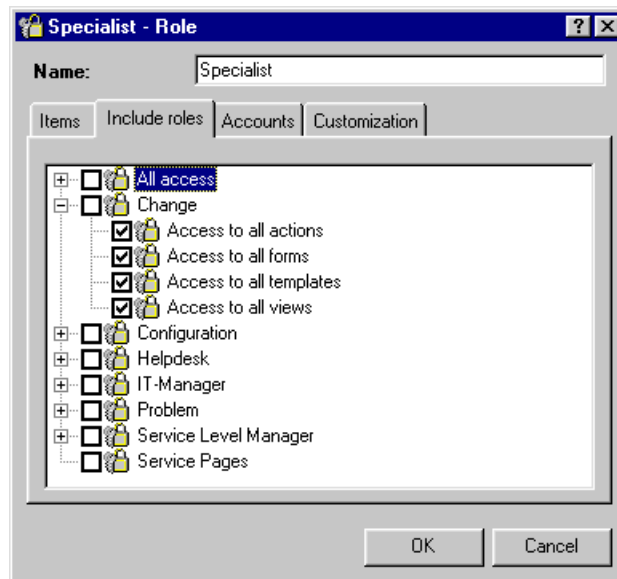 Specialist - Role
Name: Specialist
Items Include roles Accounts Customization
All access
Change
Access to all actions
Access to all forms
Access to all templates
Access to all views
Configuration
Helpdesk
IT-Manager
Problem
Service Level Manager
Service Pages
OK Cancel